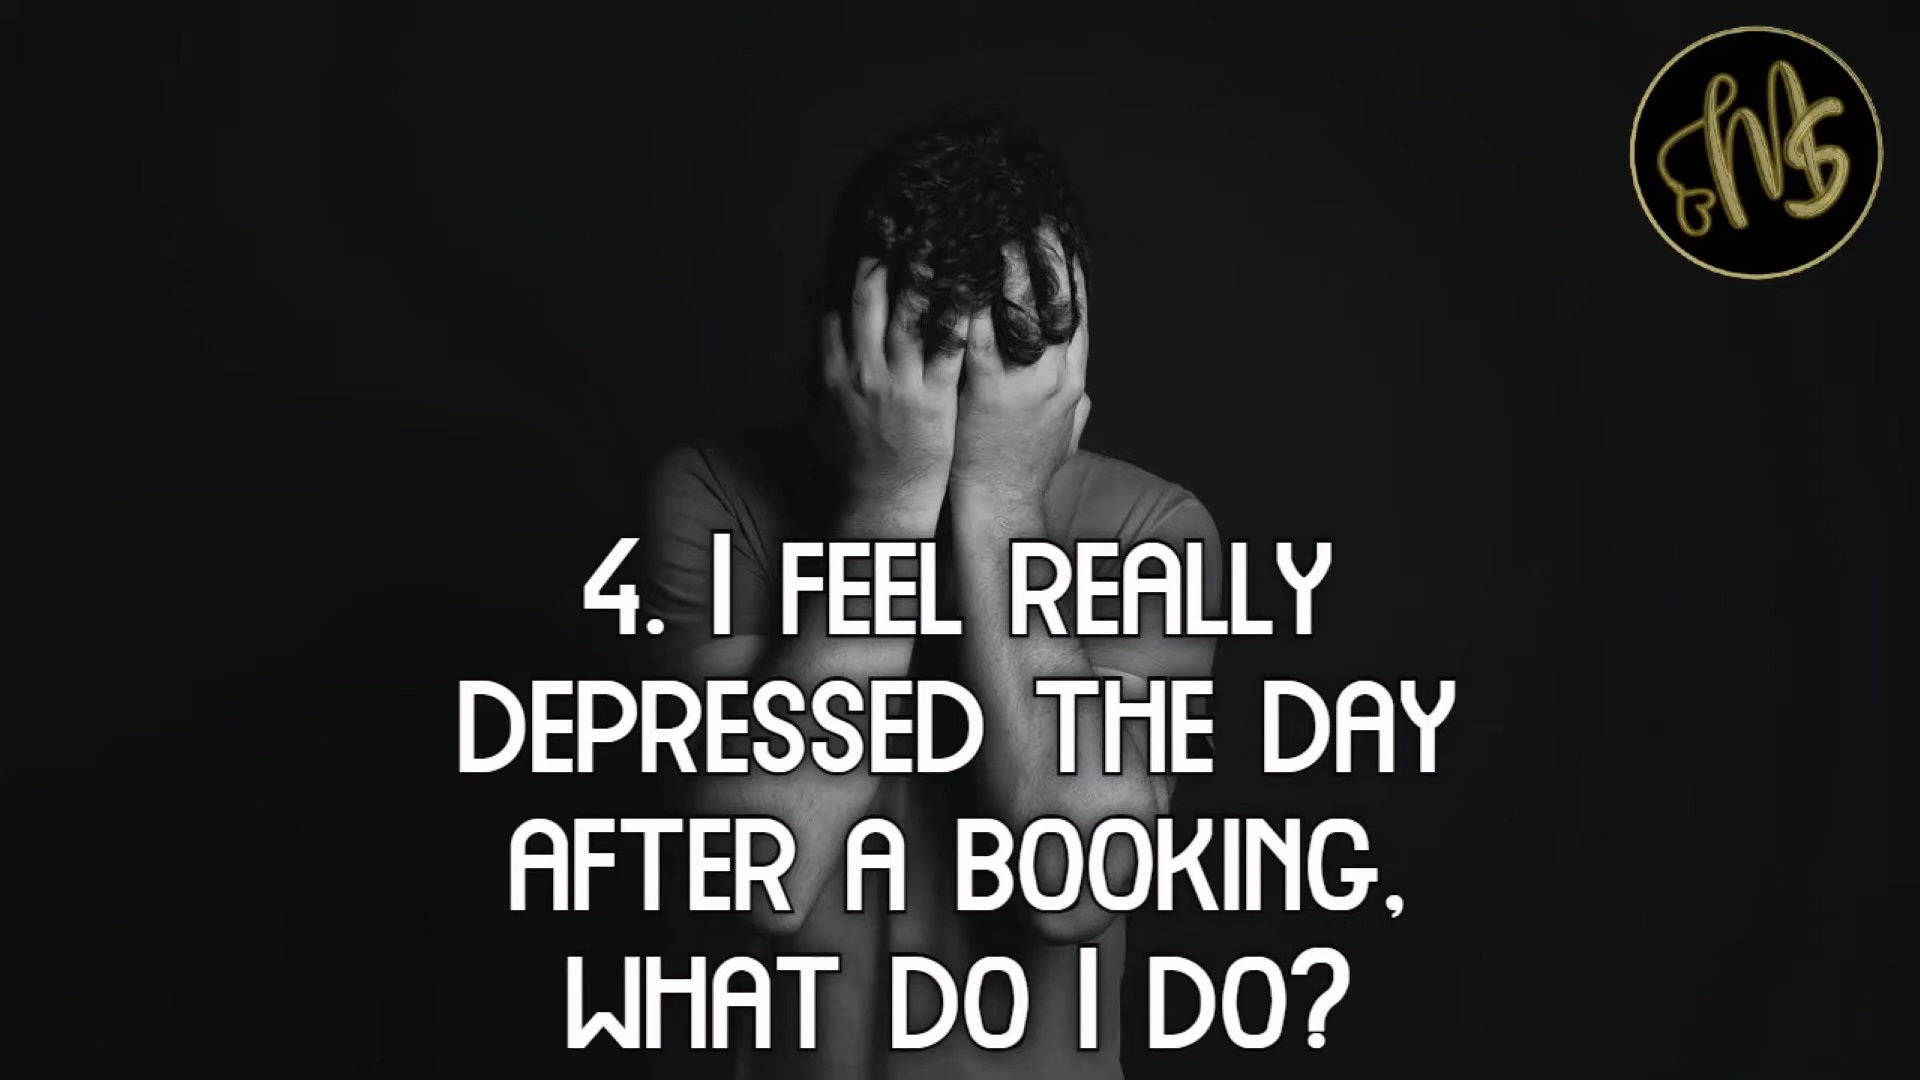 4. I FEEL REALLY
DEPRESSED THE DAY
AFTER A BOOKING,
WHAT DO I DO?